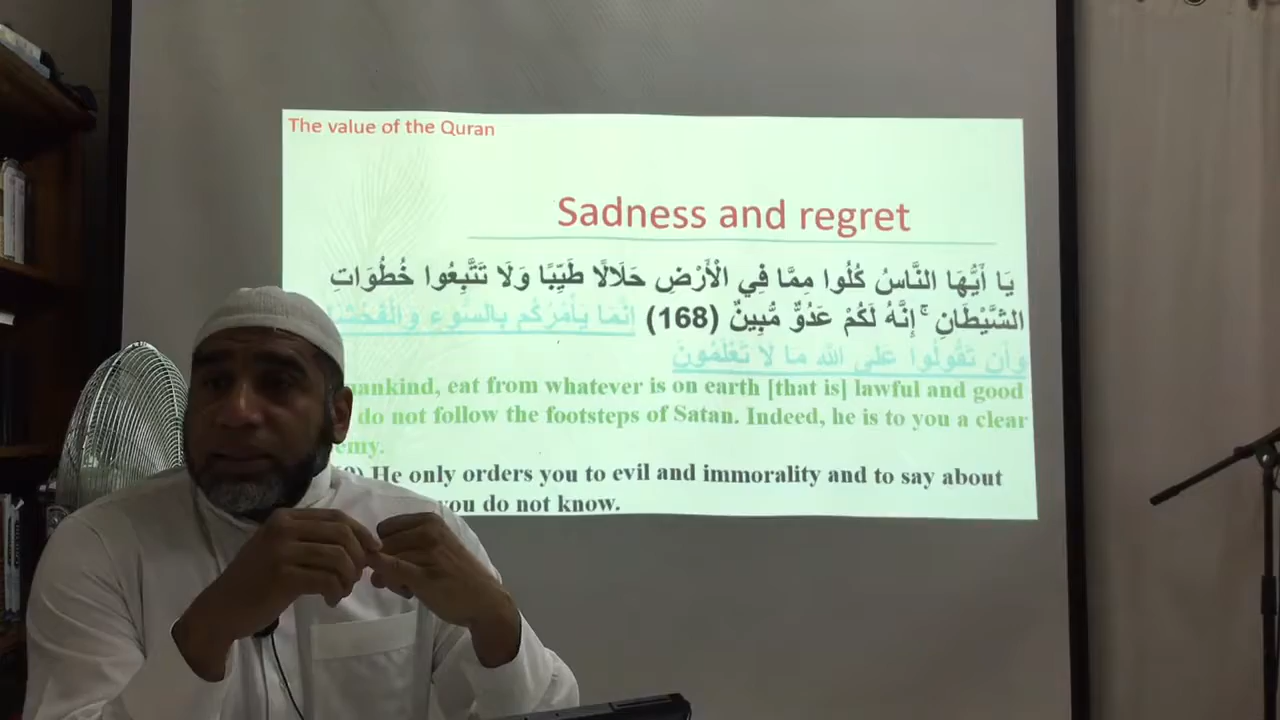 The value of the Quran
Sadness and regret
يَا أَيُّهَا النَّاسُ كُلُوا مِمَّا فِي الْأَرْضِ حَلَالًا طَيِّبًا وَلَا تَتَّبِعُوا خُطُوَاتِ
الشَّيْطَانِ ۚ إِنَّهُ لَكُمْ عَدُوٌّ مُّبِينٌ (168) إِنَّمَا يَأْمُرُكُم بِالسُّوءِ
وَأَن تَقُولُوا عَلَى اللَّهِ مَا لَا تَعْلَمُونَ
ankind, eat from whatever is on earth [that is] lawful and good
do not follow the footsteps of Satan. Indeed, he is to you a clear
emy.
He only orders you to evil and immorality and to say about
you do not know.